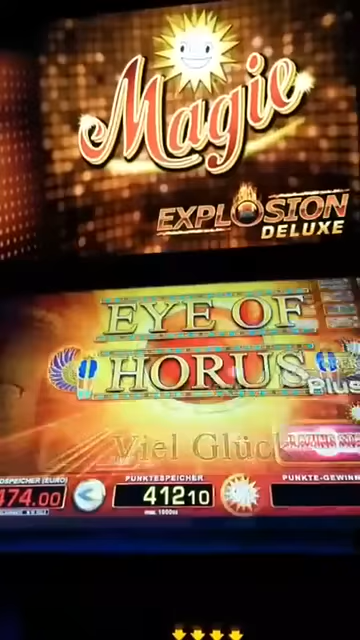 Magie
EXPLOSION
DELUXE
EYE OF
HORUS
Plus
Viel Glück
PUNKTESPEICHER
PUNKTE-GEWINN
474.00
41210